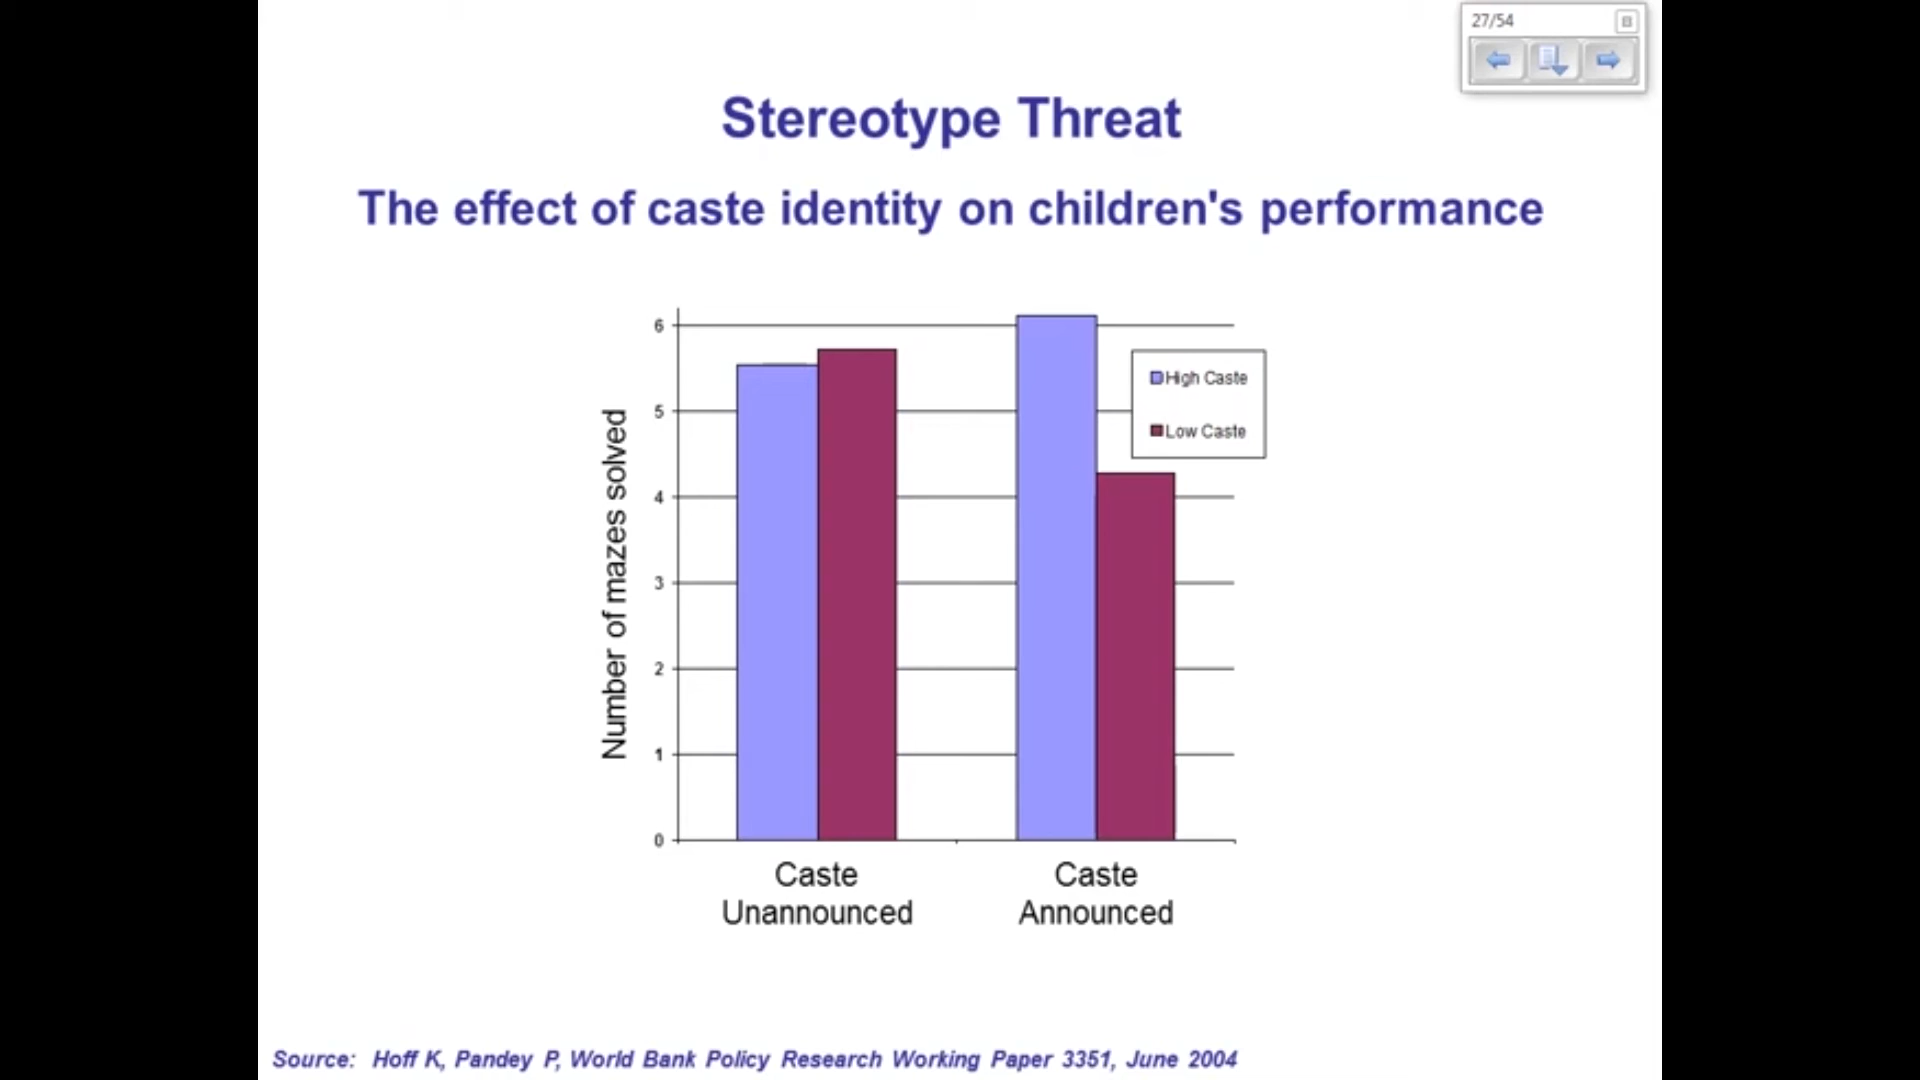 27/54
Stereotype Threat
The effect of caste identity on children's performance
Number of mazes solved
6
5
4
3
2
1
0
High Caste
Low Caste
Caste
Unannounced
Caste
Announced
Source: Hoff K, Pandey P, World Bank Policy Research Working Paper 3351, June 2004